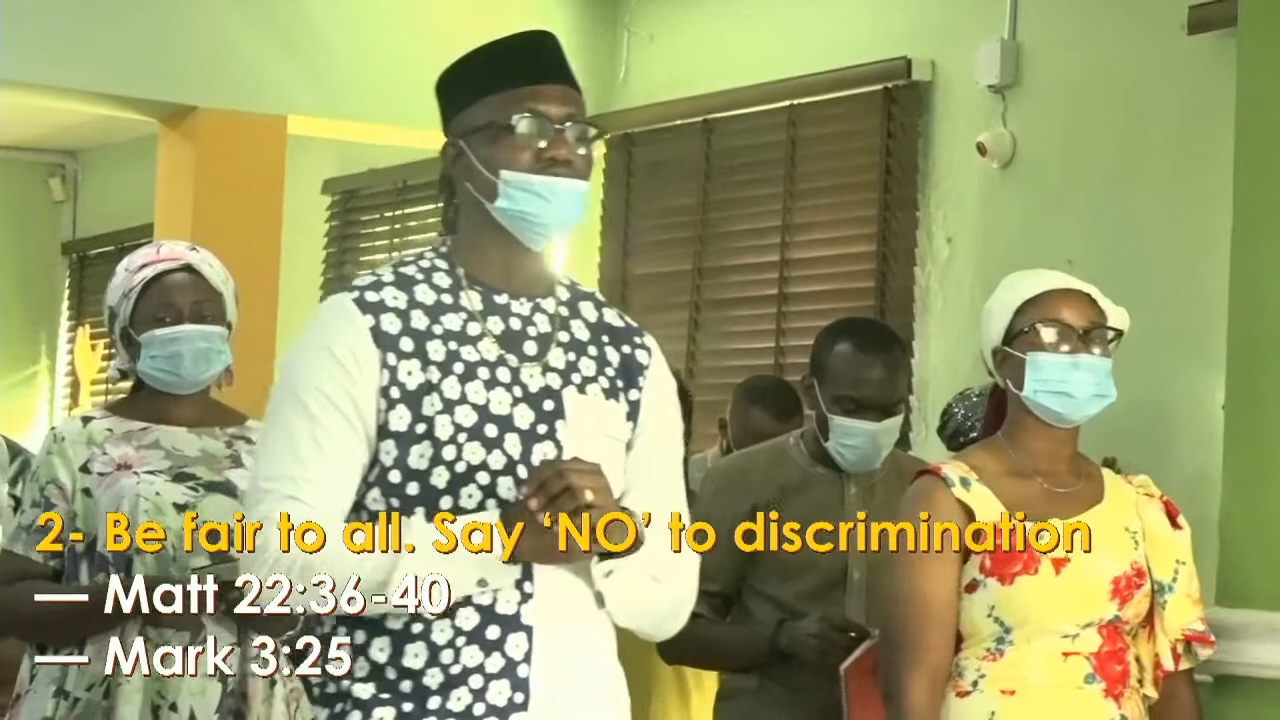 2- Be fair to all. Say ‘NO’ to discrimination
— Matt 22:36-40
— Mark 3:25